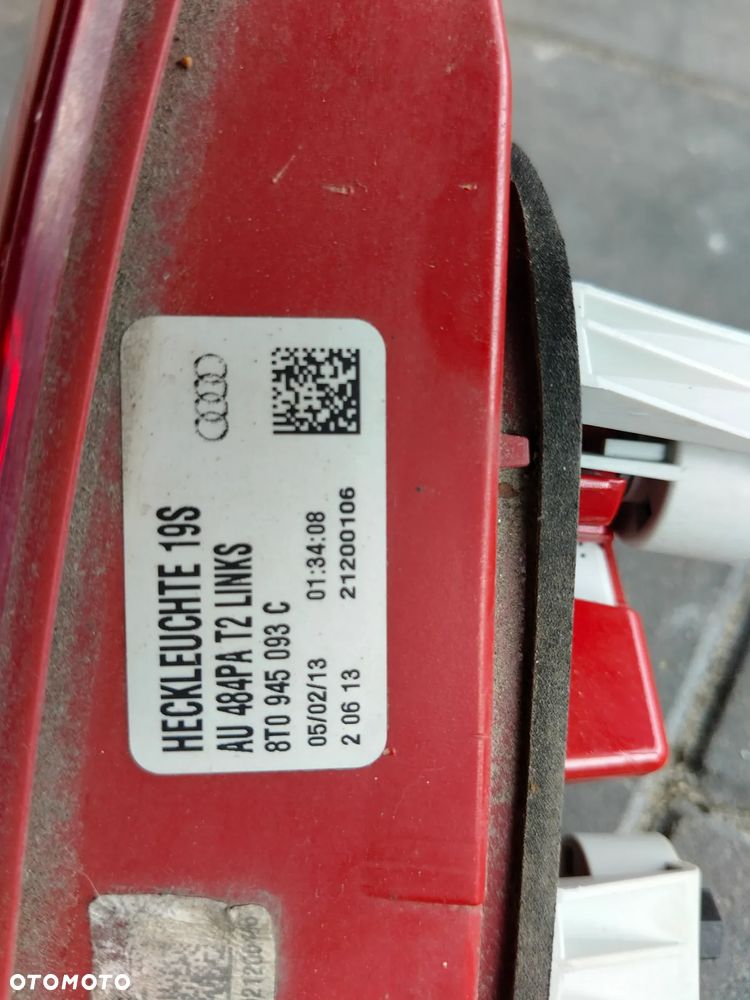 HECKLEUCHTE 19S
AU 484PA T2 LINKS
8T0 945 093 C
05/02/13 01:34:08
2 06 13 21200106
OTOMOTO